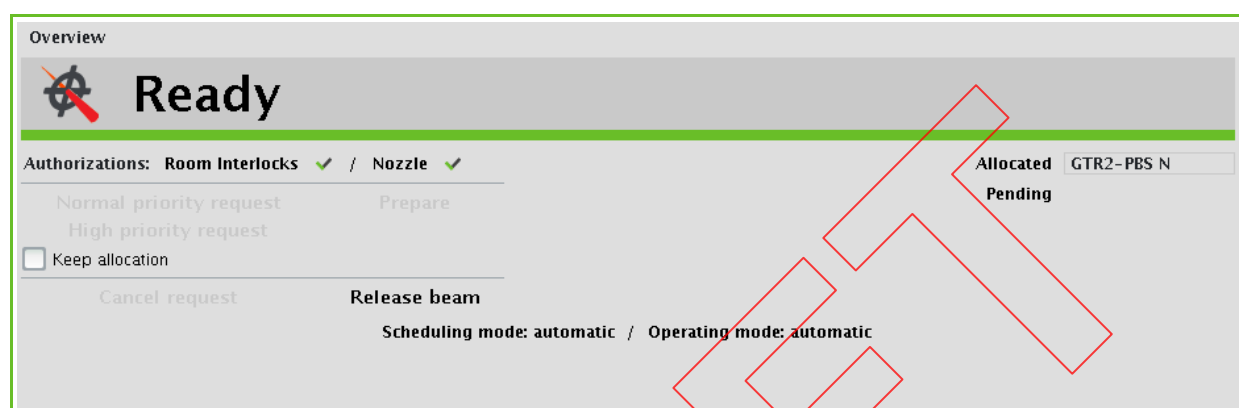 Overview
Ready
Authorizations: Room Interlocks / Nozzle
Allocated GTR2-PBS N
Normal priority request Prepare
Pending
High priority request
Keep allocation
Cancel request Release beam
Scheduling mode: automatic / Operating mode: automatic